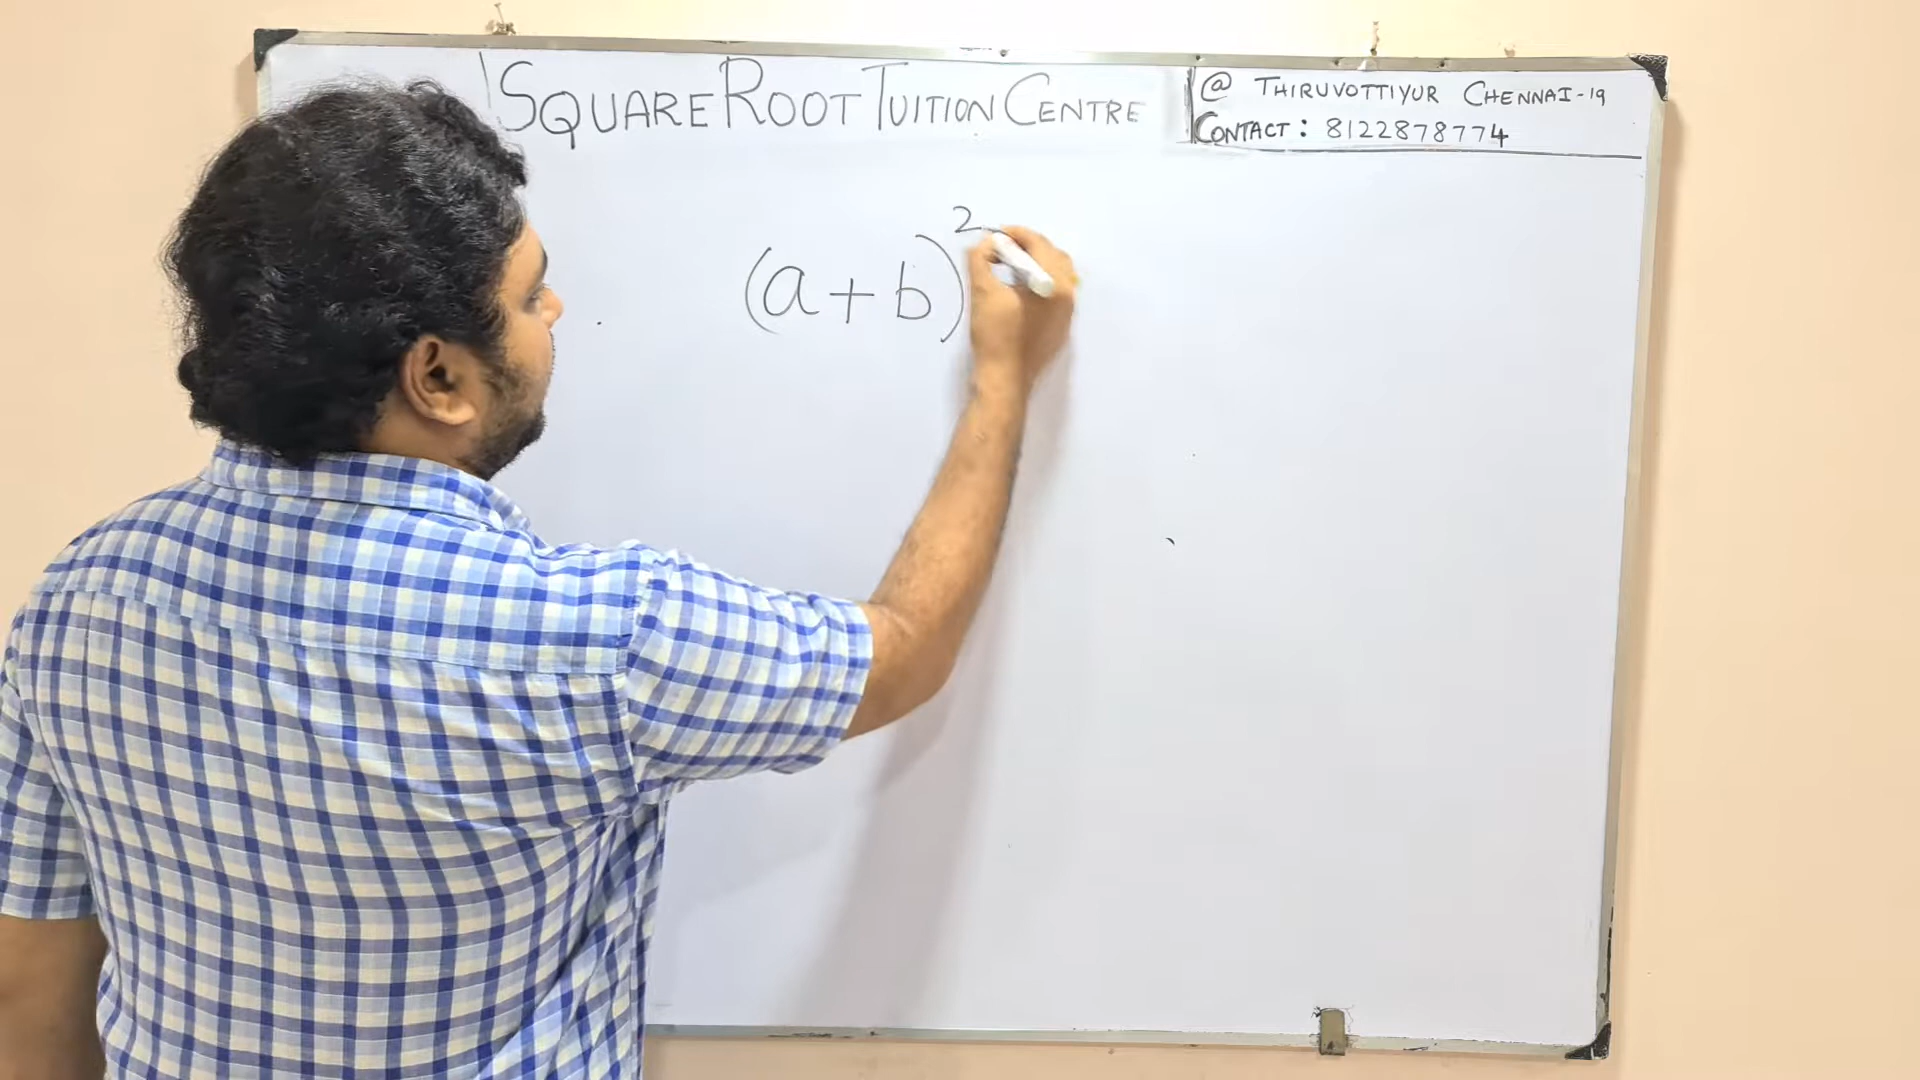 SQUARE ROOT TUITION CENTRE
@ THIRUVOTTIYUR CHENNAI-19
CONTACT: 8122878774
(a+b)²